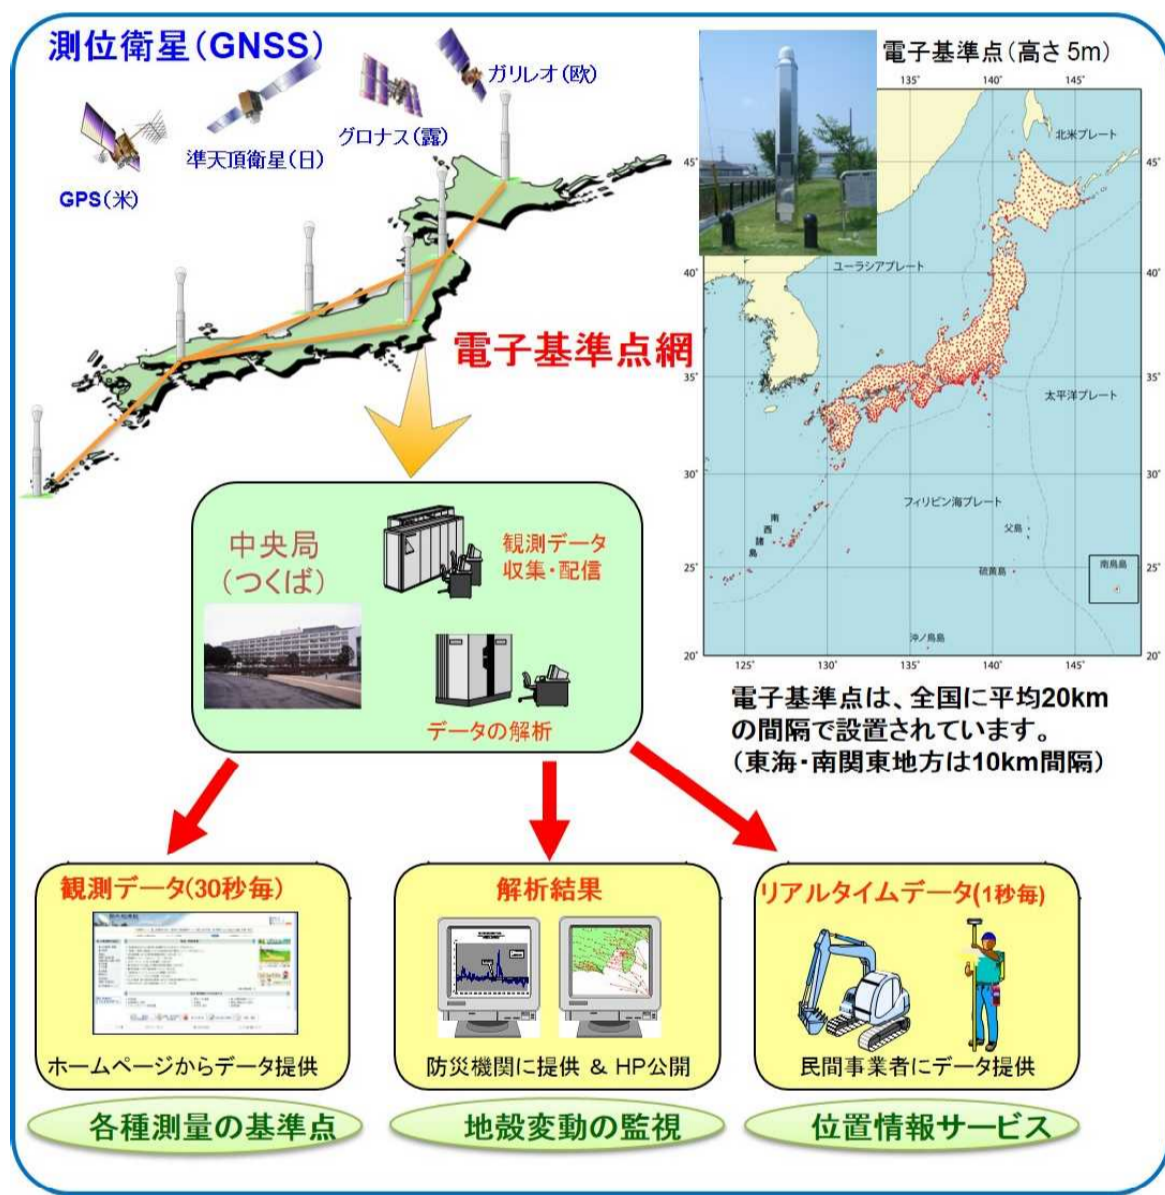 測位衛星(GNSS)
ガリレオ(欧)
グロナス(露)
準天頂衛星(日)
GPS(米)
電子基準点(高さ5m)
135° 140° 145°
北米プレート
45° 45°
ユーラシアプレート
40° 40°
電子基準点網
35° 35°
太平洋プレート
30° 30°
フィリピン海プレート
南西諸島
父島
25° 25°
硫黄島
南鳥島
沖ノ鳥島
20° 20°
125° 130° 135° 140° 145°
中央局
(つくば)
観測データ
収集・配信
データの解析
電子基準点は、全国に平均20km
の間隔で設置されています。
(東海・南関東地方は10km間隔)
観測データ(30秒毎)
ホームページからデータ提供
各種測量の基準点
解析結果
防災機関に提供 & HP公開
地殻変動の監視
リアルタイムデータ(1秒毎)
民間事業者にデータ提供
位置情報サービス